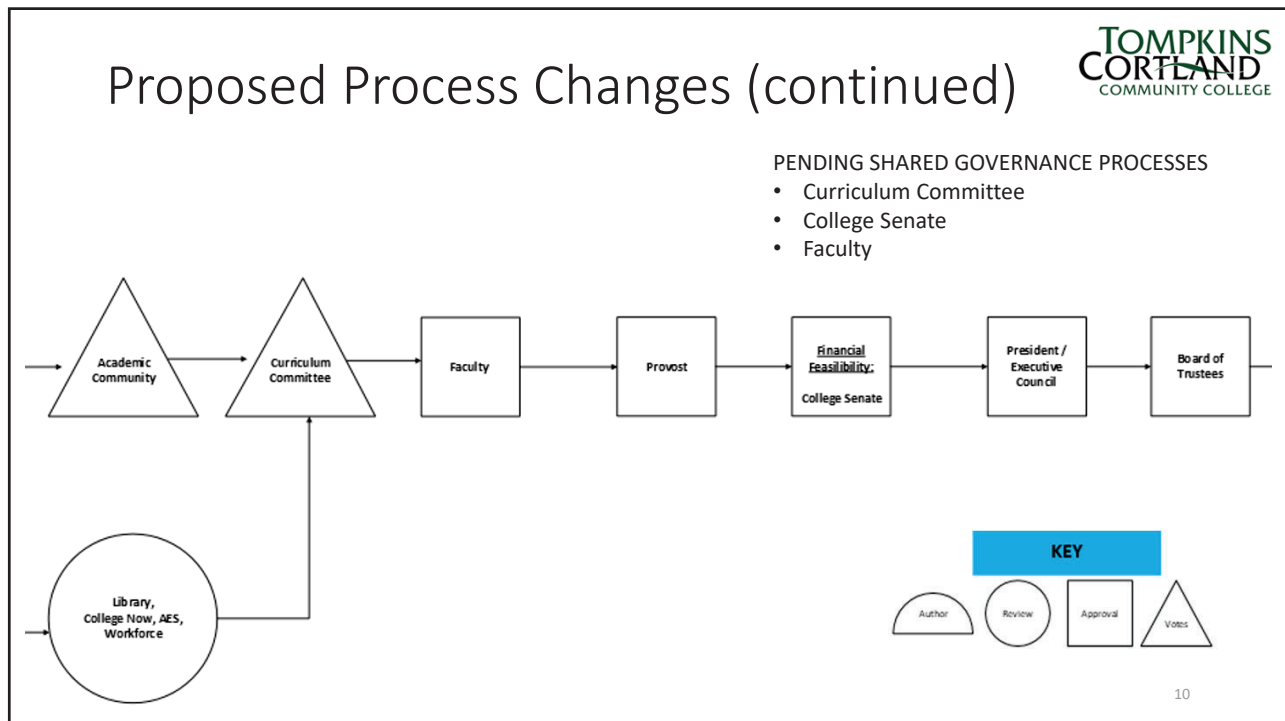 TOMPKINS
CORTLAND
COMMUNITY COLLEGE
Proposed Process Changes (continued)
PENDING SHARED GOVERNANCE PROCESSES
• Curriculum Committee
• College Senate
• Faculty
Academic
Community
Curriculum
Committee
Faculty
Provost
Financial
Feasilibility:
College Senate
President /
Executive
Council
Board of
Trustees
Library,
College Now, AES,
Workforce
KEY
Author
Review
Approval
Votes
10